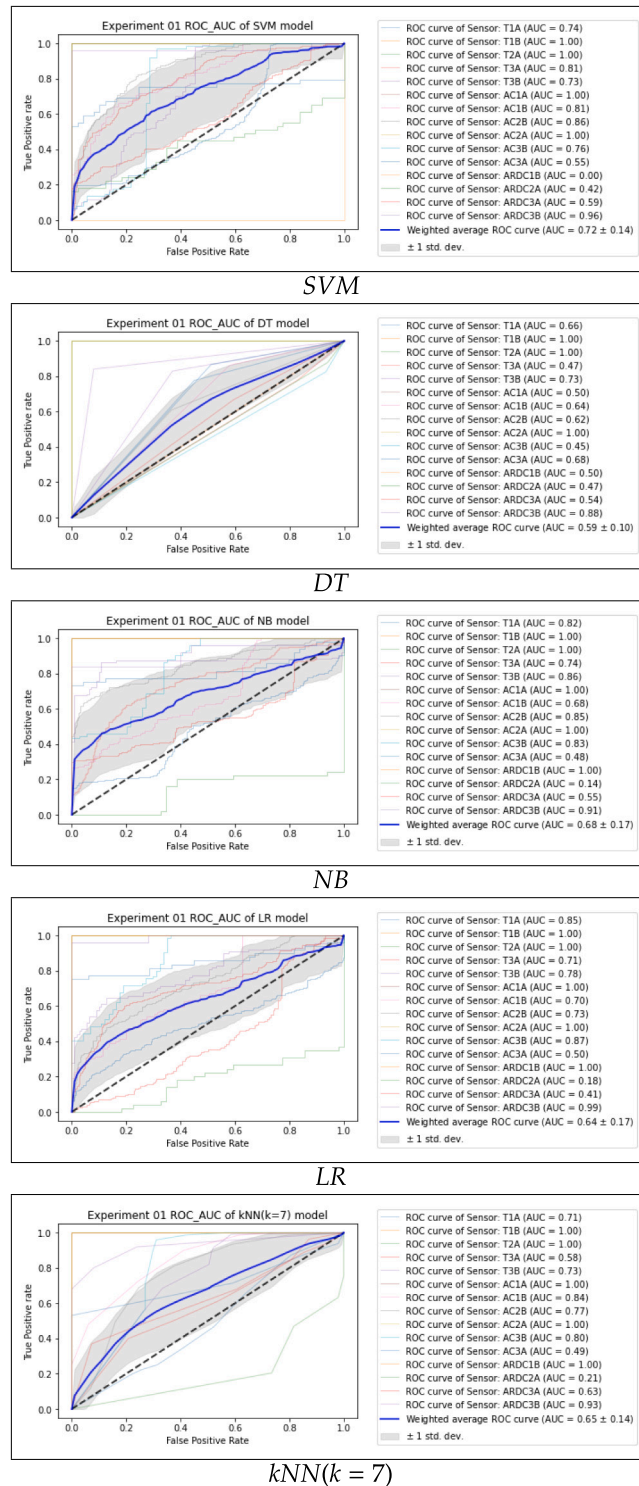 Experiment 01 ROC_AUC of SVM model
True Positive rate
1.0
0.8
0.6
0.4
0.2
0.0
0.0 0.2 0.4 0.6 0.8 1.0
False Positive Rate
ROC curve of Sensor: T1A (AUC = 0.74)
ROC curve of Sensor: T1B (AUC = 1.00)
ROC curve of Sensor: T2A (AUC = 1.00)
ROC curve of Sensor: T3A (AUC = 0.81)
ROC curve of Sensor: T3B (AUC = 0.73)
ROC curve of Sensor: AC1A (AUC = 1.00)
ROC curve of Sensor: AC1B (AUC = 0.81)
ROC curve of Sensor: AC2B (AUC = 0.86)
ROC curve of Sensor: AC2A (AUC = 1.00)
ROC curve of Sensor: AC3B (AUC = 0.76)
ROC curve of Sensor: AC3A (AUC = 0.55)
ROC curve of Sensor: ARDC1B (AUC = 0.00)
ROC curve of Sensor: ARDC2A (AUC = 0.42)
ROC curve of Sensor: ARDC3A (AUC = 0.59)
ROC curve of Sensor: ARDC3B (AUC = 0.96)
Weighted average ROC curve (AUC = 0.72 ± 0.14)
± 1 std. dev.
SVM
Experiment 01 ROC_AUC of DT model
True Positive rate
1.0
0.8
0.6
0.4
0.2
0.0
0.0 0.2 0.4 0.6 0.8 1.0
False Positive Rate
ROC curve of Sensor: T1A (AUC = 0.66)
ROC curve of Sensor: T1B (AUC = 1.00)
ROC curve of Sensor: T2A (AUC = 1.00)
ROC curve of Sensor: T3A (AUC = 0.47)
ROC curve of Sensor: T3B (AUC = 0.73)
ROC curve of Sensor: AC1A (AUC = 0.50)
ROC curve of Sensor: AC1B (AUC = 0.64)
ROC curve of Sensor: AC2B (AUC = 0.62)
ROC curve of Sensor: AC2A (AUC = 1.00)
ROC curve of Sensor: AC3B (AUC = 0.45)
ROC curve of Sensor: AC3A (AUC = 0.68)
ROC curve of Sensor: ARDC1B (AUC = 0.50)
ROC curve of Sensor: ARDC2A (AUC = 0.47)
ROC curve of Sensor: ARDC3A (AUC = 0.54)
ROC curve of Sensor: ARDC3B (AUC = 0.88)
Weighted average ROC curve (AUC = 0.59 ± 0.10)
± 1 std. dev.
DT
Experiment 01 ROC_AUC of NB model
True Positive rate
1.0
0.8
0.6
0.4
0.2
0.0
0.0 0.2 0.4 0.6 0.8 1.0
False Positive Rate
ROC curve of Sensor: T1A (AUC = 0.82)
ROC curve of Sensor: T1B (AUC = 1.00)
ROC curve of Sensor: T2A (AUC = 1.00)
ROC curve of Sensor: T3A (AUC = 0.74)
ROC curve of Sensor: T3B (AUC = 0.86)
ROC curve of Sensor: AC1A (AUC = 1.00)
ROC curve of Sensor: AC1B (AUC = 0.68)
ROC curve of Sensor: AC2B (AUC = 0.85)
ROC curve of Sensor: AC2A (AUC = 1.00)
ROC curve of Sensor: AC3B (AUC = 0.83)
ROC curve of Sensor: AC3A (AUC = 0.48)
ROC curve of Sensor: ARDC1B (AUC = 1.00)
ROC curve of Sensor: ARDC2A (AUC = 0.14)
ROC curve of Sensor: ARDC3A (AUC = 0.55)
ROC curve of Sensor: ARDC3B (AUC = 0.91)
Weighted average ROC curve (AUC = 0.68 ± 0.17)
± 1 std. dev.
NB
Experiment 01 ROC_AUC of LR model
True Positive rate
1.0
0.8
0.6
0.4
0.2
0.0
0.0 0.2 0.4 0.6 0.8 1.0
False Positive Rate
ROC curve of Sensor: T1A (AUC = 0.85)
ROC curve of Sensor: T1B (AUC = 1.00)
ROC curve of Sensor: T2A (AUC = 1.00)
ROC curve of Sensor: T3A (AUC = 0.71)
ROC curve of Sensor: T3B (AUC = 0.78)
ROC curve of Sensor: AC1A (AUC = 1.00)
ROC curve of Sensor: AC1B (AUC = 0.70)
ROC curve of Sensor: AC2B (AUC = 0.73)
ROC curve of Sensor: AC2A (AUC = 1.00)
ROC curve of Sensor: AC3B (AUC = 0.87)
ROC curve of Sensor: AC3A (AUC = 0.50)
ROC curve of Sensor: ARDC1B (AUC = 1.00)
ROC curve of Sensor: ARDC2A (AUC = 0.18)
ROC curve of Sensor: ARDC3A (AUC = 0.41)
ROC curve of Sensor: ARDC3B (AUC = 0.99)
Weighted average ROC curve (AUC = 0.64 ± 0.17)
± 1 std. dev.
LR
Experiment 01 ROC_AUC of kNN(k=7) model
True Positive rate
1.0
0.8
0.6
0.4
0.2
0.0
0.0 0.2 0.4 0.6 0.8 1.0
False Positive Rate
ROC curve of Sensor: T1A (AUC = 0.71)
ROC curve of Sensor: T1B (AUC = 1.00)
ROC curve of Sensor: T2A (AUC = 1.00)
ROC curve of Sensor: T3A (AUC = 0.58)
ROC curve of Sensor: T3B (AUC = 0.73)
ROC curve of Sensor: AC1A (AUC = 1.00)
ROC curve of Sensor: AC1B (AUC = 0.84)
ROC curve of Sensor: AC2B (AUC = 0.77)
ROC curve of Sensor: AC2A (AUC = 1.00)
ROC curve of Sensor: AC3B (AUC = 0.80)
ROC curve of Sensor: AC3A (AUC = 0.49)
ROC curve of Sensor: ARDC1B (AUC = 1.00)
ROC curve of Sensor: ARDC2A (AUC = 0.21)
ROC curve of Sensor: ARDC3A (AUC = 0.63)
ROC curve of Sensor: ARDC3B (AUC = 0.93)
Weighted average ROC curve (AUC = 0.65 ± 0.14)
± 1 std. dev.
kNN(k = 7)